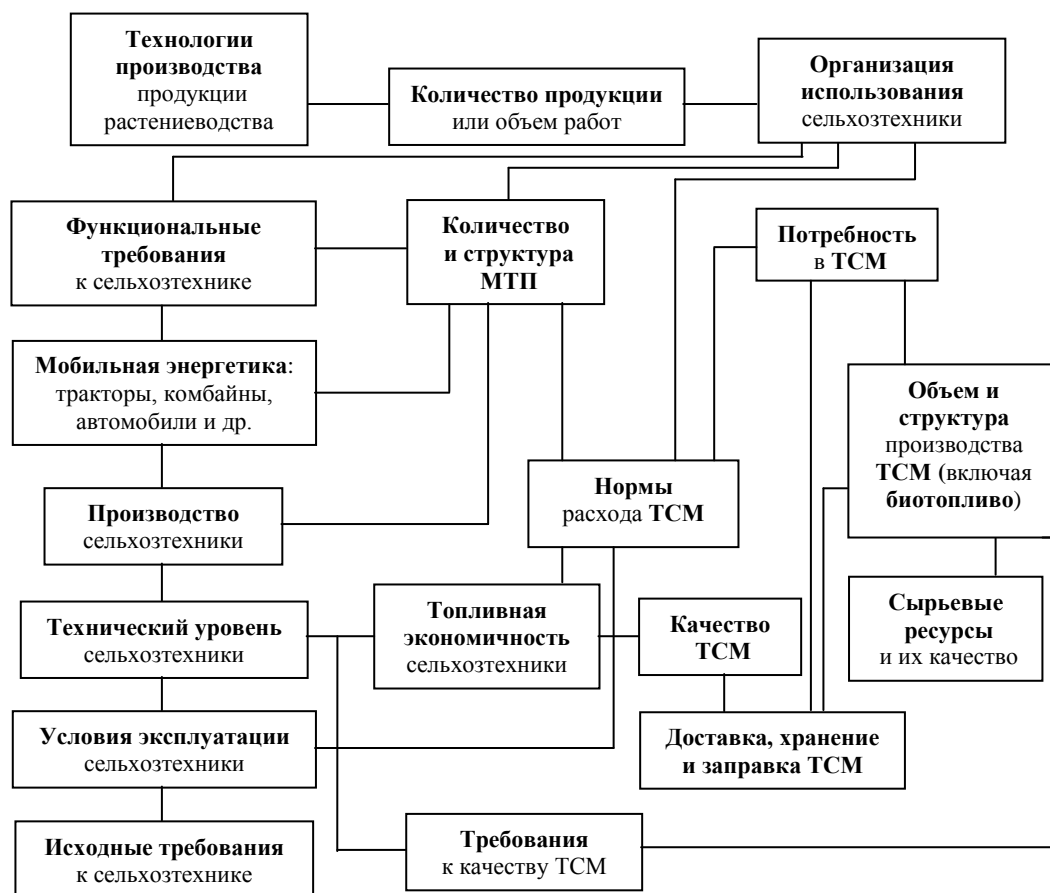 Технологии
производства
продукции
растениеводства
Количество продукции
или объем работ
Организация
использования
сельхозтехники
Функциональные
требования
к сельхозтехнике
Количество
и структура
МТП
Потребность
в ТСМ
Мобильная энергетика:
тракторы, комбайны,
автомобили и др.
Объем и
структура
производства
ТСМ (включая
биотопливо)
Производство
сельхозтехники
Нормы
расхода ТСМ
Технический уровень
сельхозтехники
Топливная
экономичность
сельхозтехники
Качество
ТСМ
Сырьевые
ресурсы
и их качество
Условия эксплуатации
сельхозтехники
Доставка, хранение
и заправка ТСМ
Исходные требования
к сельхозтехнике
Требования
к качеству ТСМ